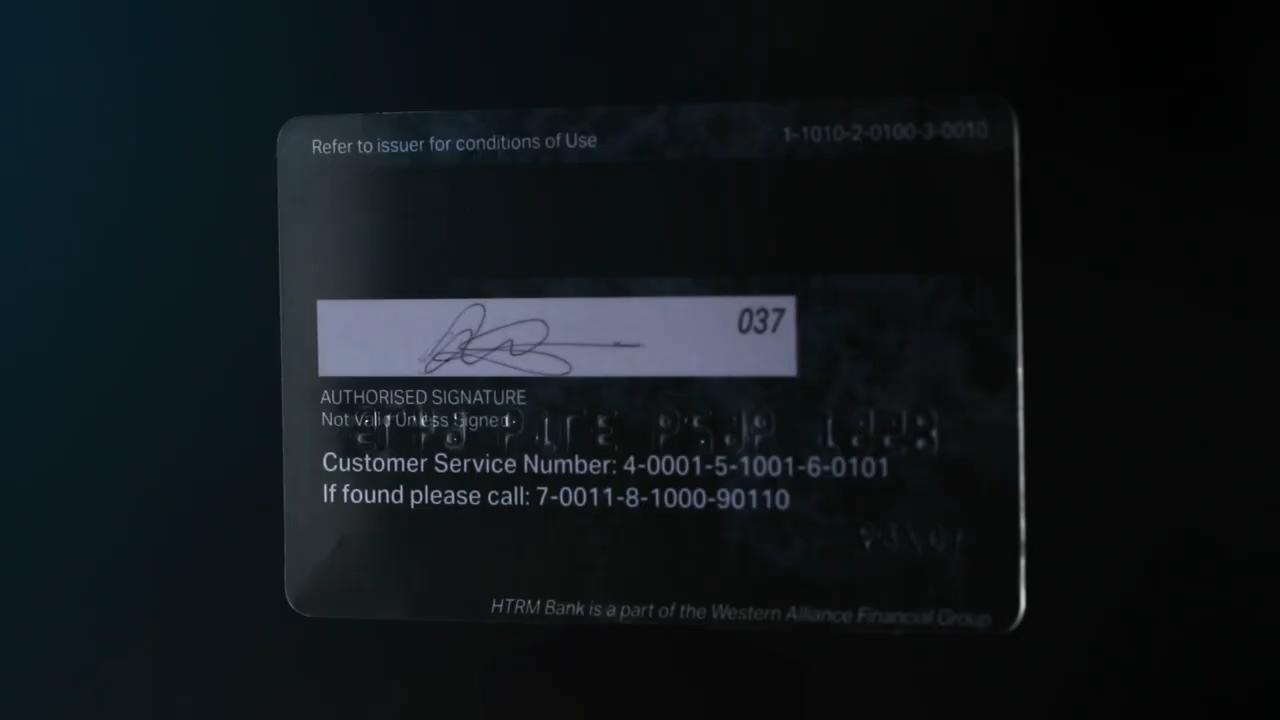 Refer to issuer for conditions of Use 1-1010-2-0100-3-0010
037
AUTHORISED SIGNATURE
Not Valid Unless Signed.
Customer Service Number: 4-0001-5-1001-6-0101
If found please call: 7-0011-8-1000-90110
HTRM Bank is a part of the Western Alliance Financial Group